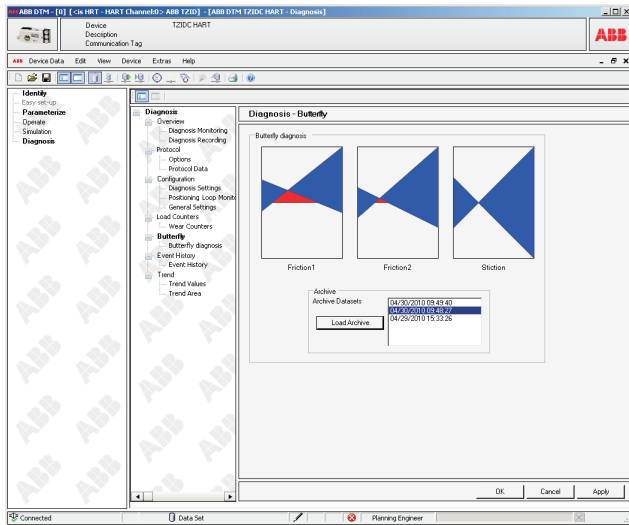 ABB DTM - [0] [<is HRT - HART Channel:0> ABB TZID] - [ABB DTM TZIDC HART - Diagnosis]
Device TZIDC HART
Description
Communication Tag
ABB
ABB Device Data Edit View Device Extras Help
Identify
Easy set-up
Parameterize
Operate
Simulation
Diagnosis
Diagnosis
Overview
Diagnosis Monitoring
Diagnosis Recording
Protocol
Options
Protocol Data
Configuration
Diagnosis Settings
Positioning Loop Monito
General Settings
Load Counters
Wear Counters
Butterfly
Butterfly diagnosis
Event History
Event History
Trend
Trend Values
Trend Area
Diagnosis - Butterfly
Butterfly diagnosis
Friction1 Friction2 Stiction
Archive
Archive Datasets
04/30/2010 09:49:40
04/30/2010 09:48:27
04/29/2010 15:33:26
Load Archive
OK Cancel Apply
Connected Data Set Planning Engineer